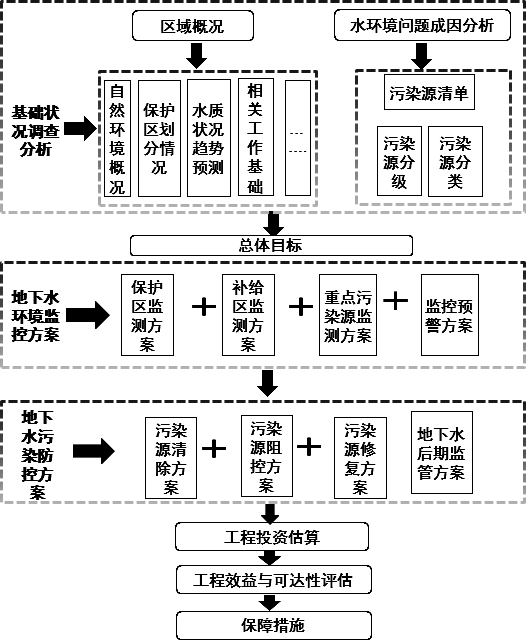 区域概况
水环境问题成因分析
基础状
况调查
分析
自
然
环
境
概
况
保护
区划
分情
况
水质
状况
趋势
预测
相
关
工
作
基
础
……
……
污染源清单
污染
源分
级
污染
源分
类
总体目标
地下水
环境监
控方案
保护
区监
测方
案
+
补给
区监
测方
案
+
重点污
染源监
测方案
+
监控预
警方案
地下
水污
染防
控方
案
污染
源清
除方
案
+
污染
源阻
控方
案
+
污染
源修
复方
案
地下水
后期监
管方案
工程投资估算
工程效益与可达性评估
保障措施